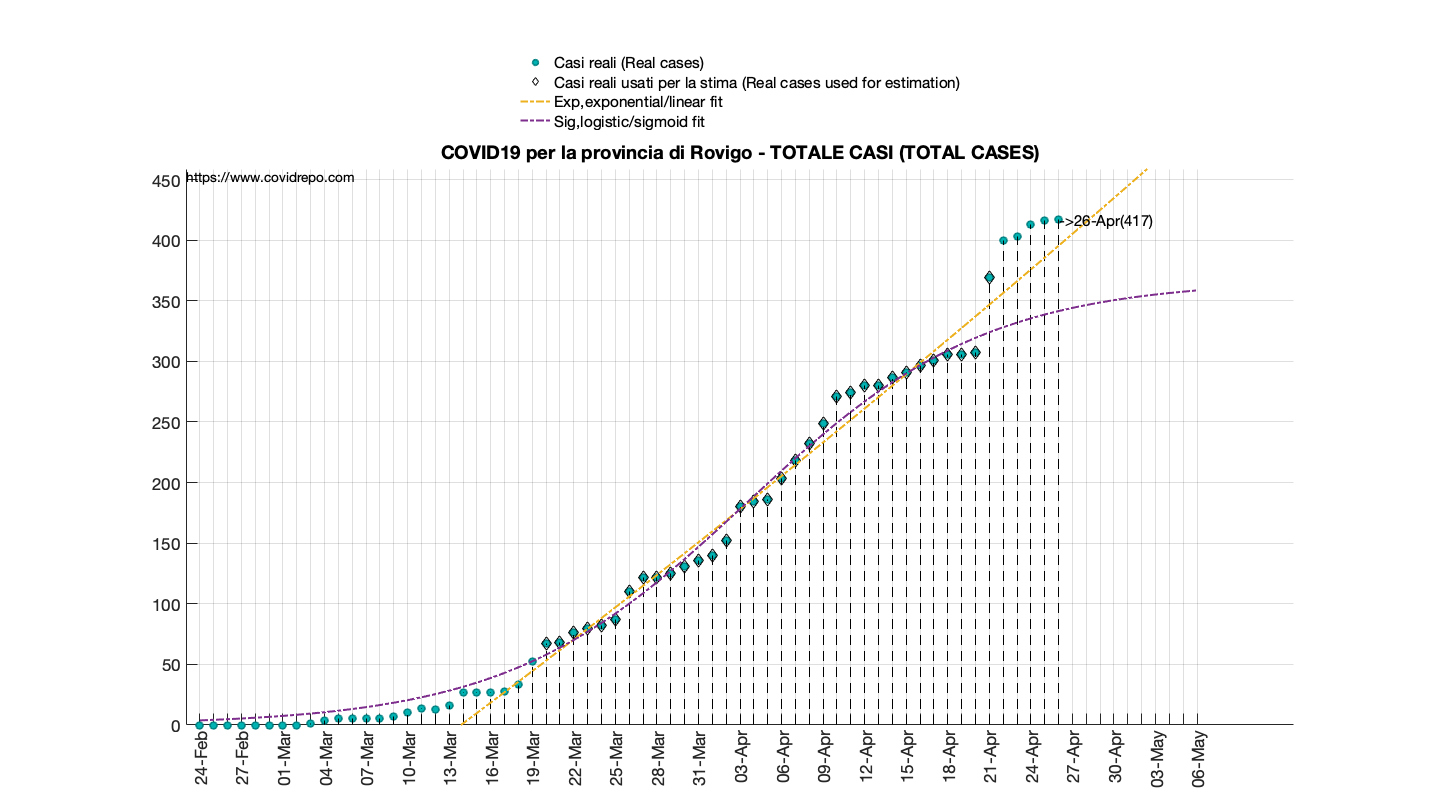 Casi reali (Real cases)
Casi reali usati per la stima (Real cases used for estimation)
Exp,exponential/linear fit
Sig,logistic/sigmoid fit
COVID19 per la provincia di Rovigo - TOTALE CASI (TOTAL CASES)
https://www.covidrepo.com
450
400
350
300
250
200
150
100
50
0
->26-Apr(417)
24-Feb
27-Feb
01-Mar
04-Mar
07-Mar
10-Mar
13-Mar
16-Mar
19-Mar
22-Mar
25-Mar
28-Mar
31-Mar
03-Apr
06-Apr
09-Apr
12-Apr
15-Apr
18-Apr
21-Apr
24-Apr
27-Apr
30-Apr
03-May
06-May